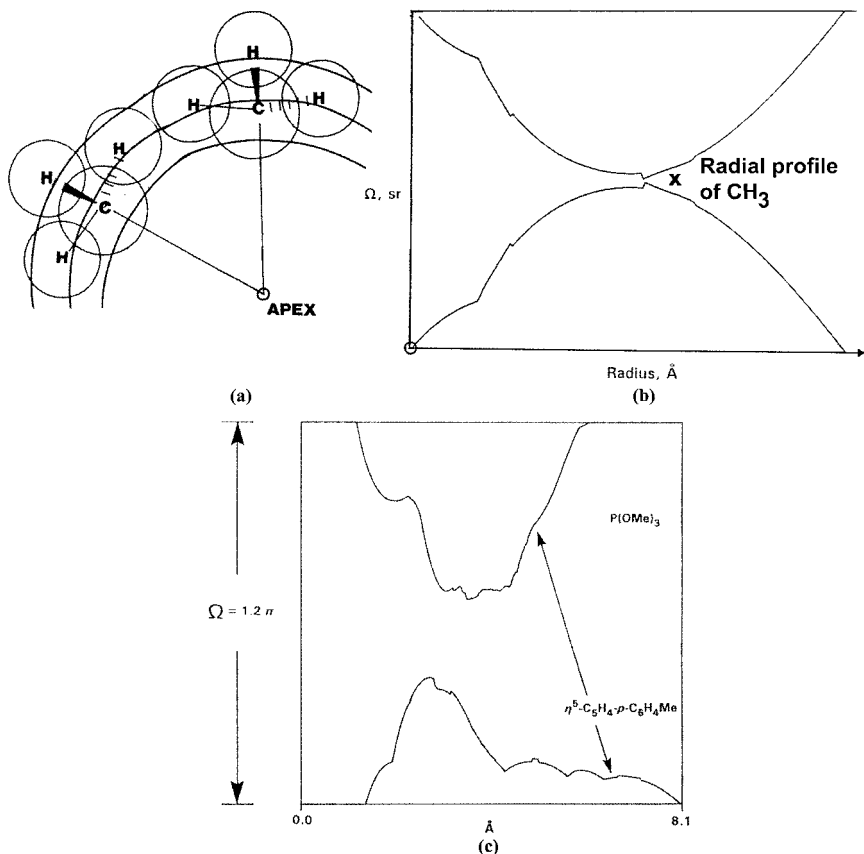 H
H
H
C
H
H
H
C
H
APEX
(a)
Ω, sr
Radial profile
of CH₃
X
Radius, Å
(b)
Ω = 1.2 π
P(OMe)₃
η⁵-C₅H₄-p-C₆H₄Me
0.0
Å
8.1
(c)